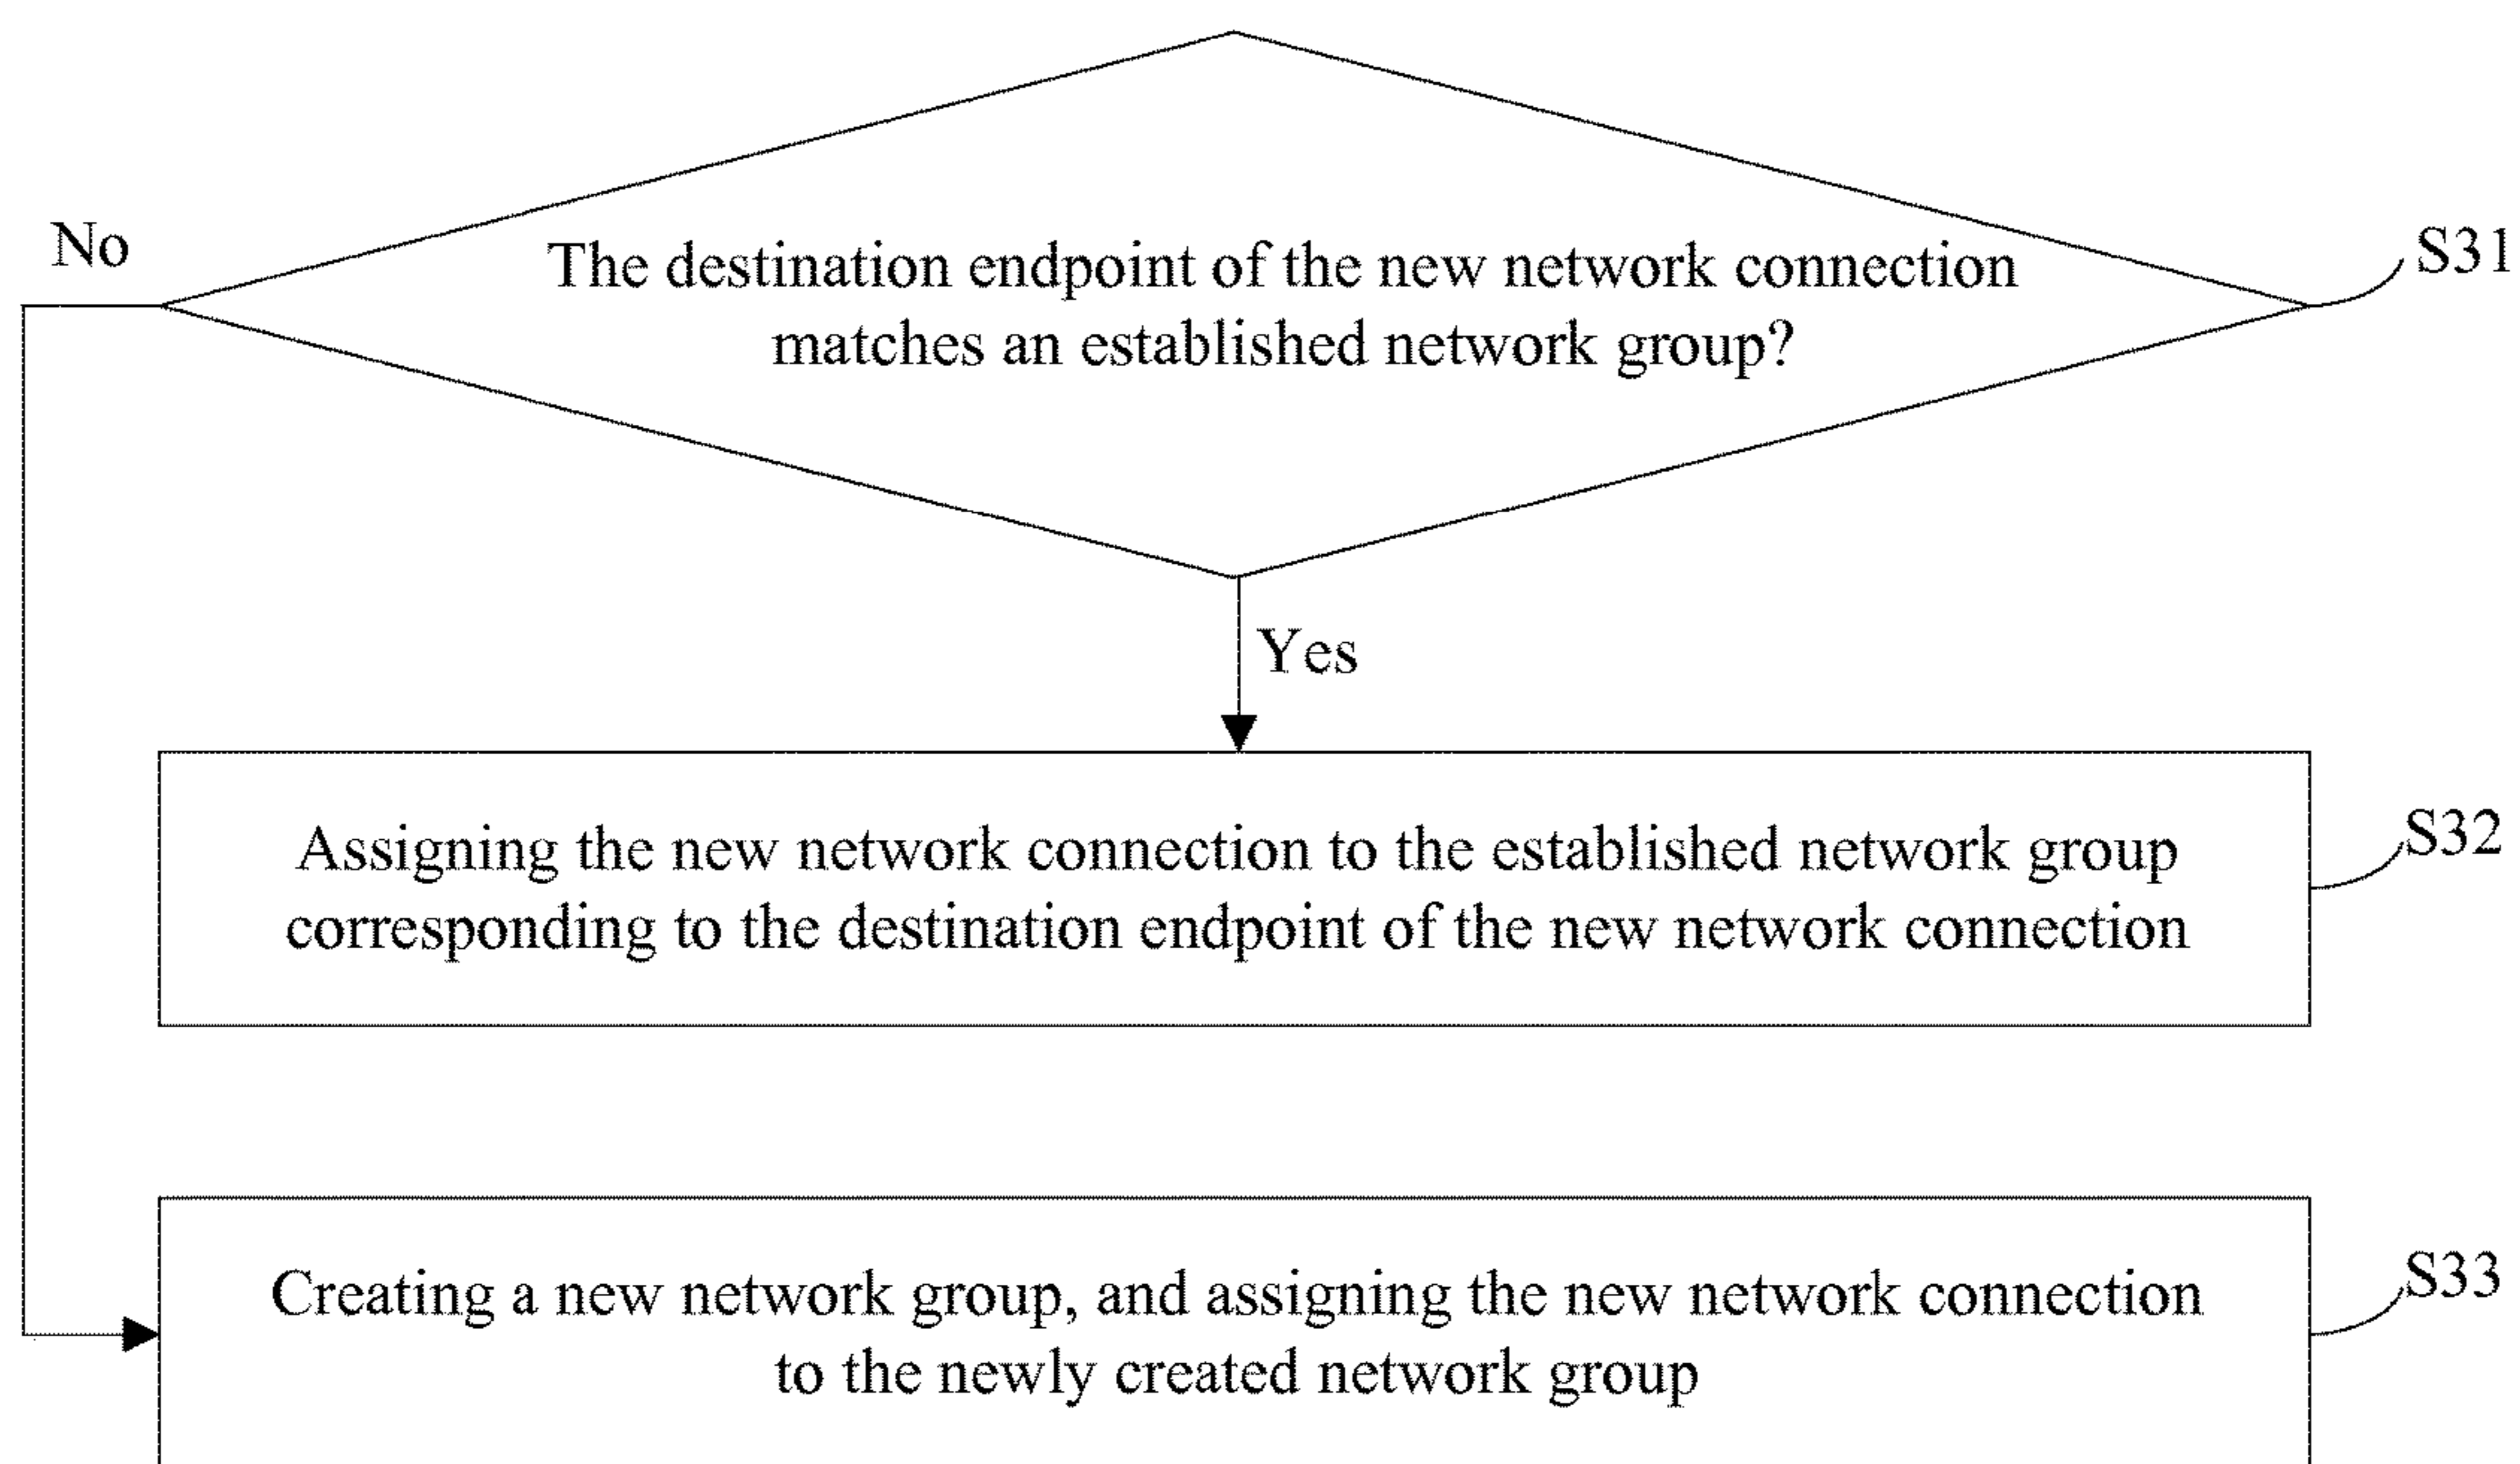 No
The destination endpoint of the new network connection
matches an established network group?
S31
Yes
Assigning the new network connection to the established network group
corresponding to the destination endpoint of the new network connection
S32
Creating a new network group, and assigning the new network connection
to the newly created network group
S33